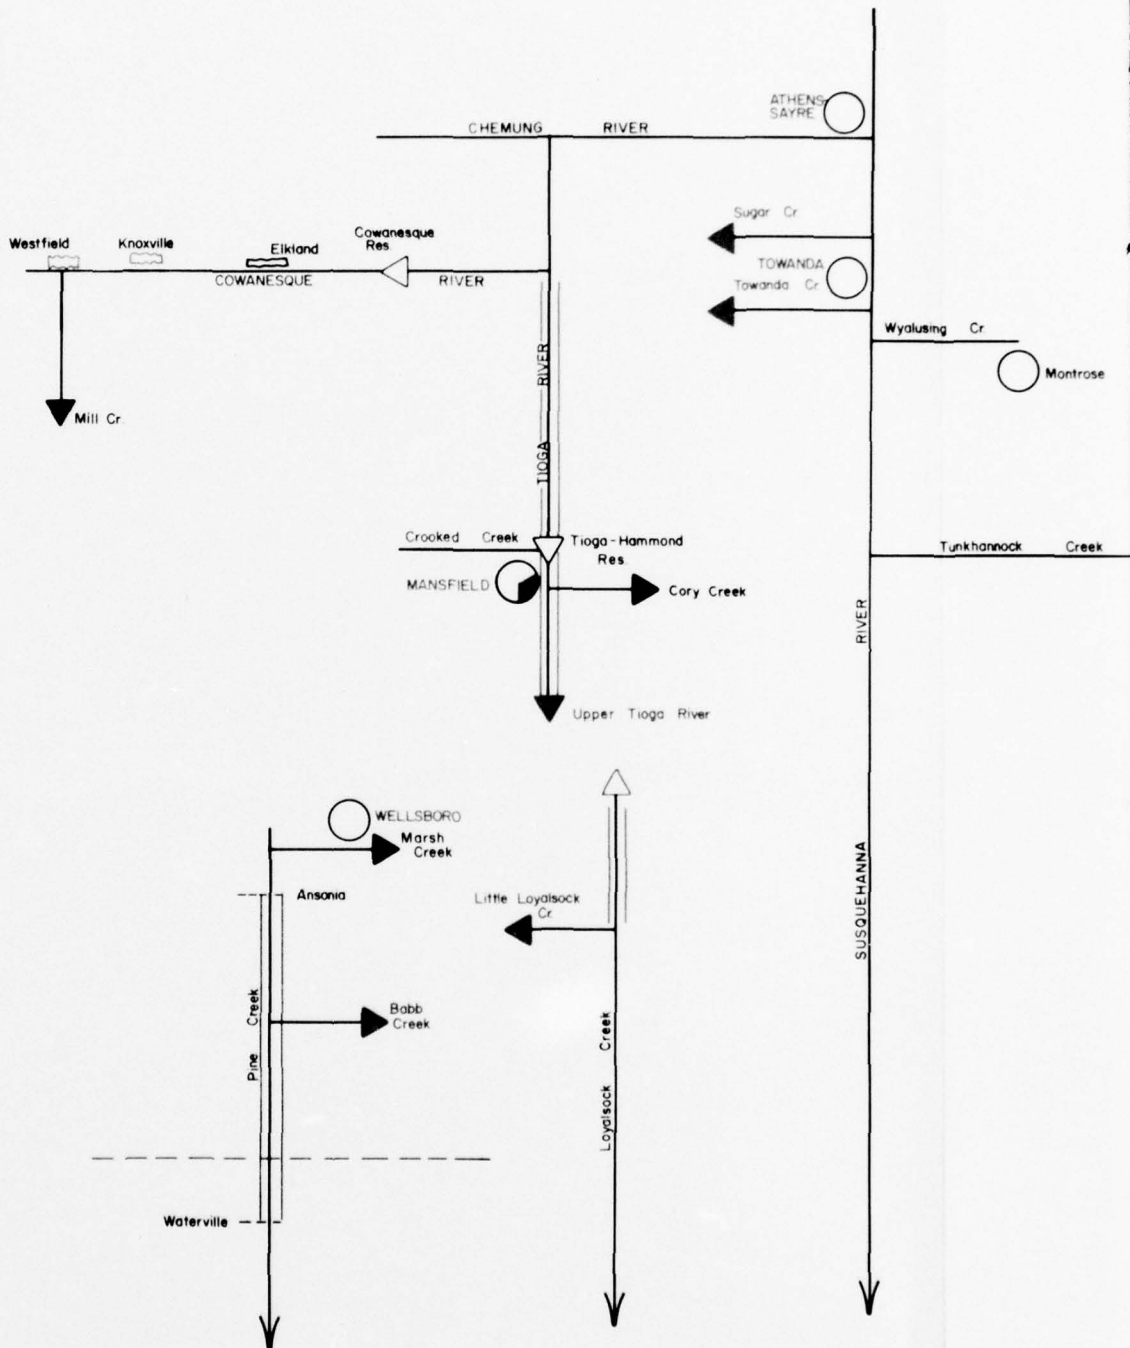 ATHENS-
SAYRE
CHEMUNG RIVER
Sugar Cr.
Westfield
Knoxville
Elkland
Cowanesque
Res.
COWANESQUE RIVER
TOWANDA
Towanda Cr.
Wyalusing Cr.
Montrose
Mill Cr.
TIOGA RIVER
Crooked Creek
Tioga-Hammond
Res.
MANSFIELD
Cory Creek
Tunkhannock Creek
Upper Tioga River
SUSQUEHANNA RIVER
WELLSBORO
Marsh
Creek
Ansonia
Little Loyalsock
Cr.
Babb
Creek
Pine Creek
Loyalsock Creek
Waterville